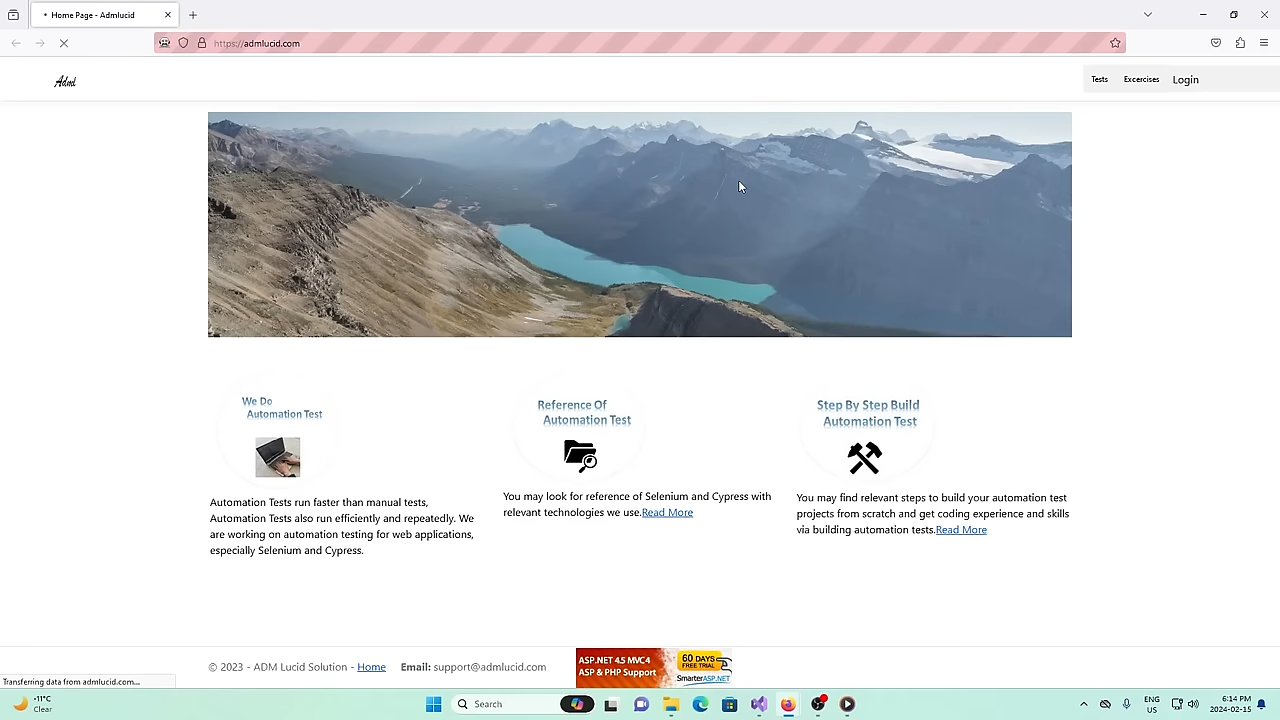 Home Page - Admlucid
https://admlucid.com
Adml
Tests
Excercises
Login
We Do
Automation Test
Automation Tests run faster than manual tests,
Automation Tests also run efficiently and repeatedly. We
are working on automation testing for web applications,
especially Selenium and Cypress.
Reference Of
Automation Test
You may look for reference of Selenium and Cypress with
relevant technologies we use.Read More
Step By Step Build
Automation Test
You may find relevant steps to build your automation test
projects from scratch and get coding experience and skills
via building automation tests.Read More
© 2023 - ADM Lucid Solution - Home Email: support@admlucid.com
ASP.NET 4.5 MVC4
ASP & PHP Support
60 DAYS
FREE TRIAL
SmarterASP.NET
Transferring data from admlucid.com...
-11°C
Clear
Search
ENG
US
6:14 PM
2024-02-15